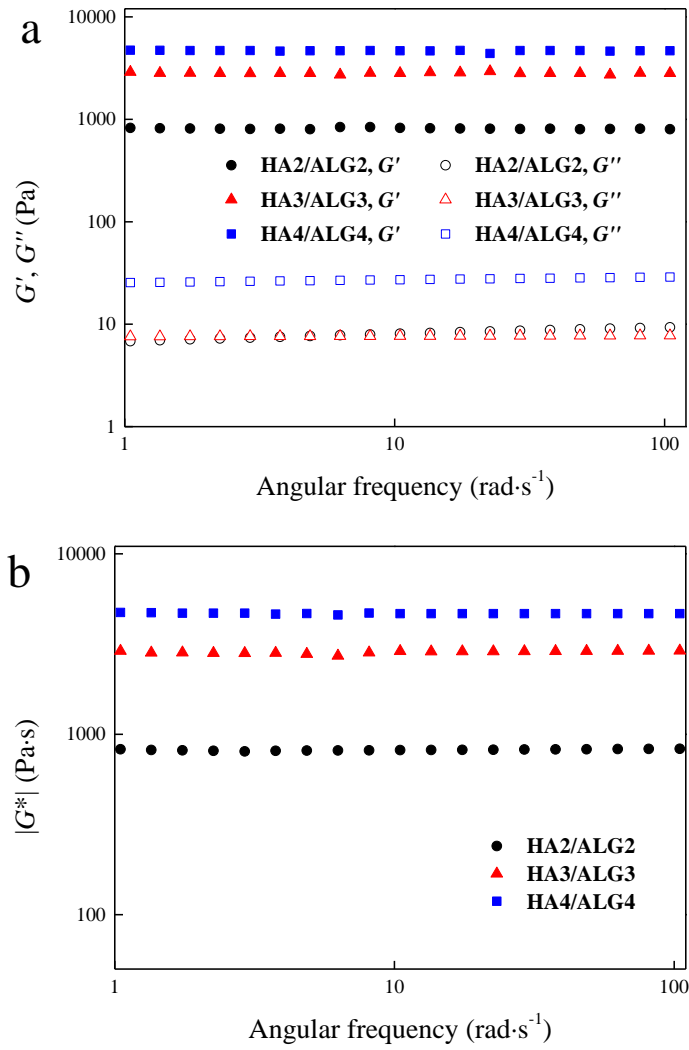 a
10000
1000
100
10
1
G', G'' (Pa)
HA2/ALG2, G' HA2/ALG2, G''
HA3/ALG3, G' HA3/ALG3, G''
HA4/ALG4, G' HA4/ALG4, G''
1 10 100
Angular frequency (rad·s⁻¹)
b
10000
1000
100
|G*| (Pa·s)
HA2/ALG2
HA3/ALG3
HA4/ALG4
1 10 100
Angular frequency (rad·s⁻¹)